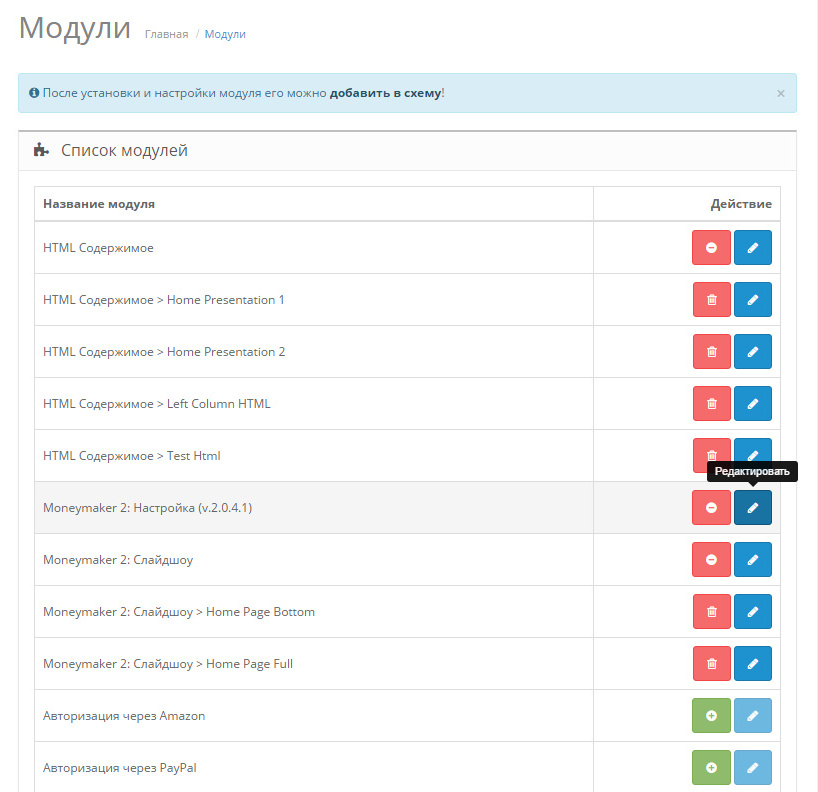 Модули Главная / Модули
После установки и настройки модуля его можно добавить в схему! ×
Список модулей
Название модуля Действие
HTML Содержимое
HTML Содержимое > Home Presentation 1
HTML Содержимое > Home Presentation 2
HTML Содержимое > Left Column HTML
HTML Содержимое > Test Html
Редактировать
Moneymaker 2: Настройка (v.2.0.4.1)
Moneymaker 2: Слайдшоу
Moneymaker 2: Слайдшоу > Home Page Bottom
Moneymaker 2: Слайдшоу > Home Page Full
Авторизация через Amazon
Авторизация через PayPal